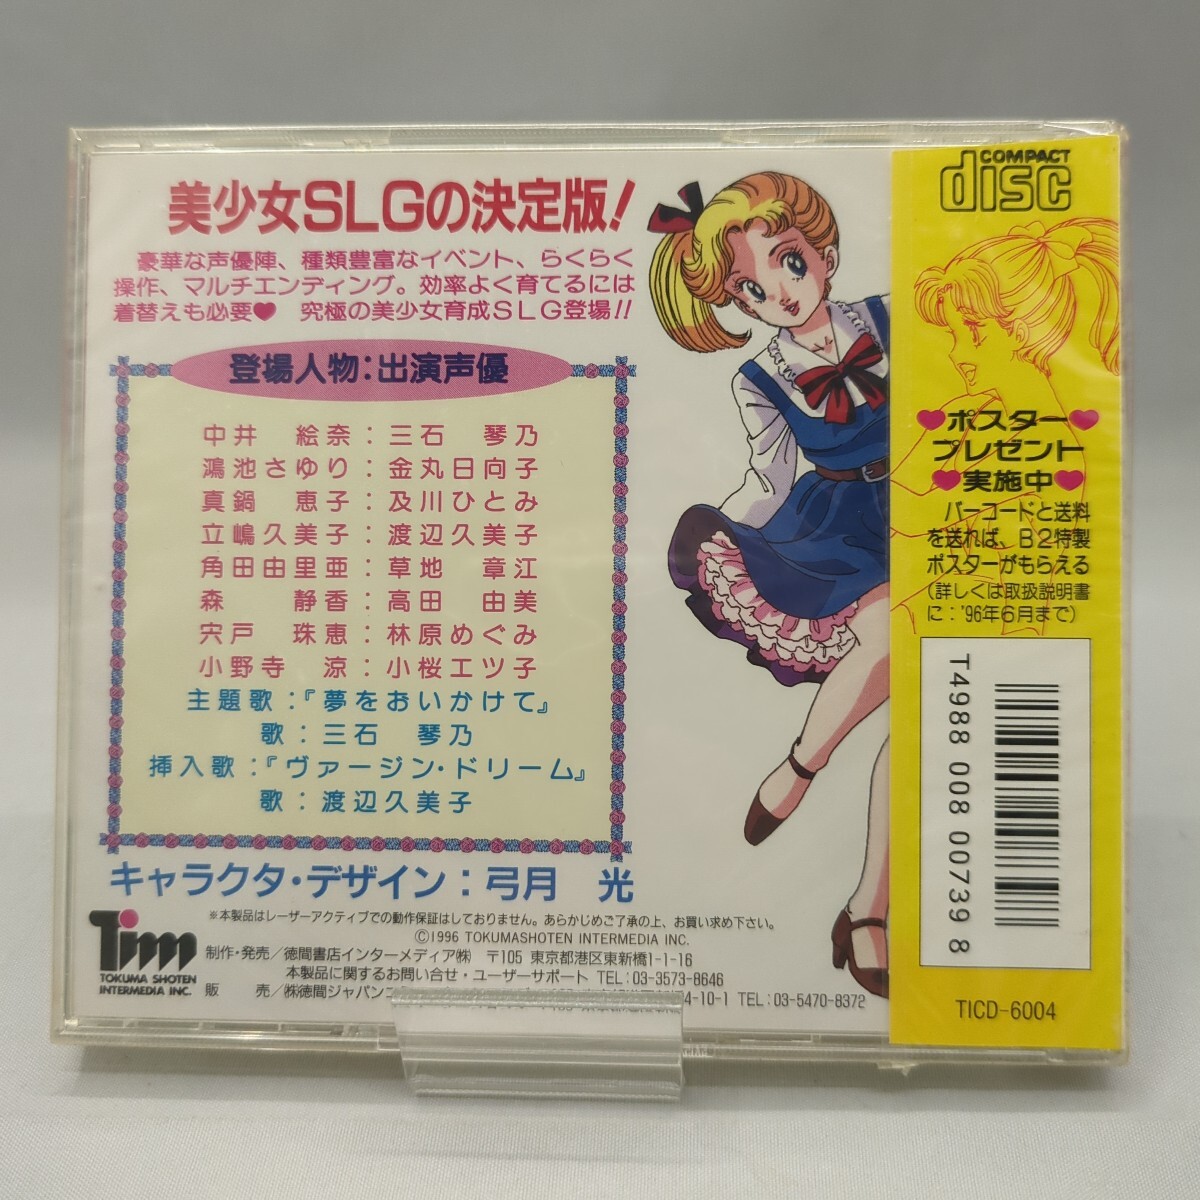 美少女SLGの決定版!
豪華な声優陣、種類豊富なイベント、らくらく
操作、マルチエンディング。効率よく育てるには
着替えも必要♥ 究極の美少女育成SLG登場!!
登場人物:出演声優
中井 絵奈:三石 琴乃
鴻池さゆり:金丸日向子
真鍋 恵子:及川ひとみ
立嶋久美子:渡辺久美子
角田由里亜:草地 章江
森 静香:高田 由美
宍戸 珠恵:林原めぐみ
小野寺 涼:小桜エツ子
主題歌:『夢をおいかけて』
歌:三石 琴乃
挿入歌:『ヴァージン・ドリーム』
歌:渡辺久美子
キャラクタ・デザイン:弓月 光
※本製品はレーザーアクティブでの動作保証はしておりません。あらかじめご了承の上、お買い求め下さい。
©1996 TOKUMASHOTEN INTERMEDIA INC.
Tim
TOKUMA SHOTEN
INTERMEDIA INC.
制作・発売/徳間書店インターメディア㈱ 〒105 東京都港区東新橋1-1-16
本製品に関するお問い合せ・ユーザーサポート TEL:03-3573-8646
販 売/㈱徳間ジャパンコ 4-10-1 TEL:03-5470-8372
COMPACT
disc
♥ポスター♥
プレゼント
♥実施中♥
バーコードと送料
を送れば、B2特製
ポスターがもらえる
(詳しくは取扱説明書
に:'96年6月まで)
T4988 008 00739 8
TICD-6004